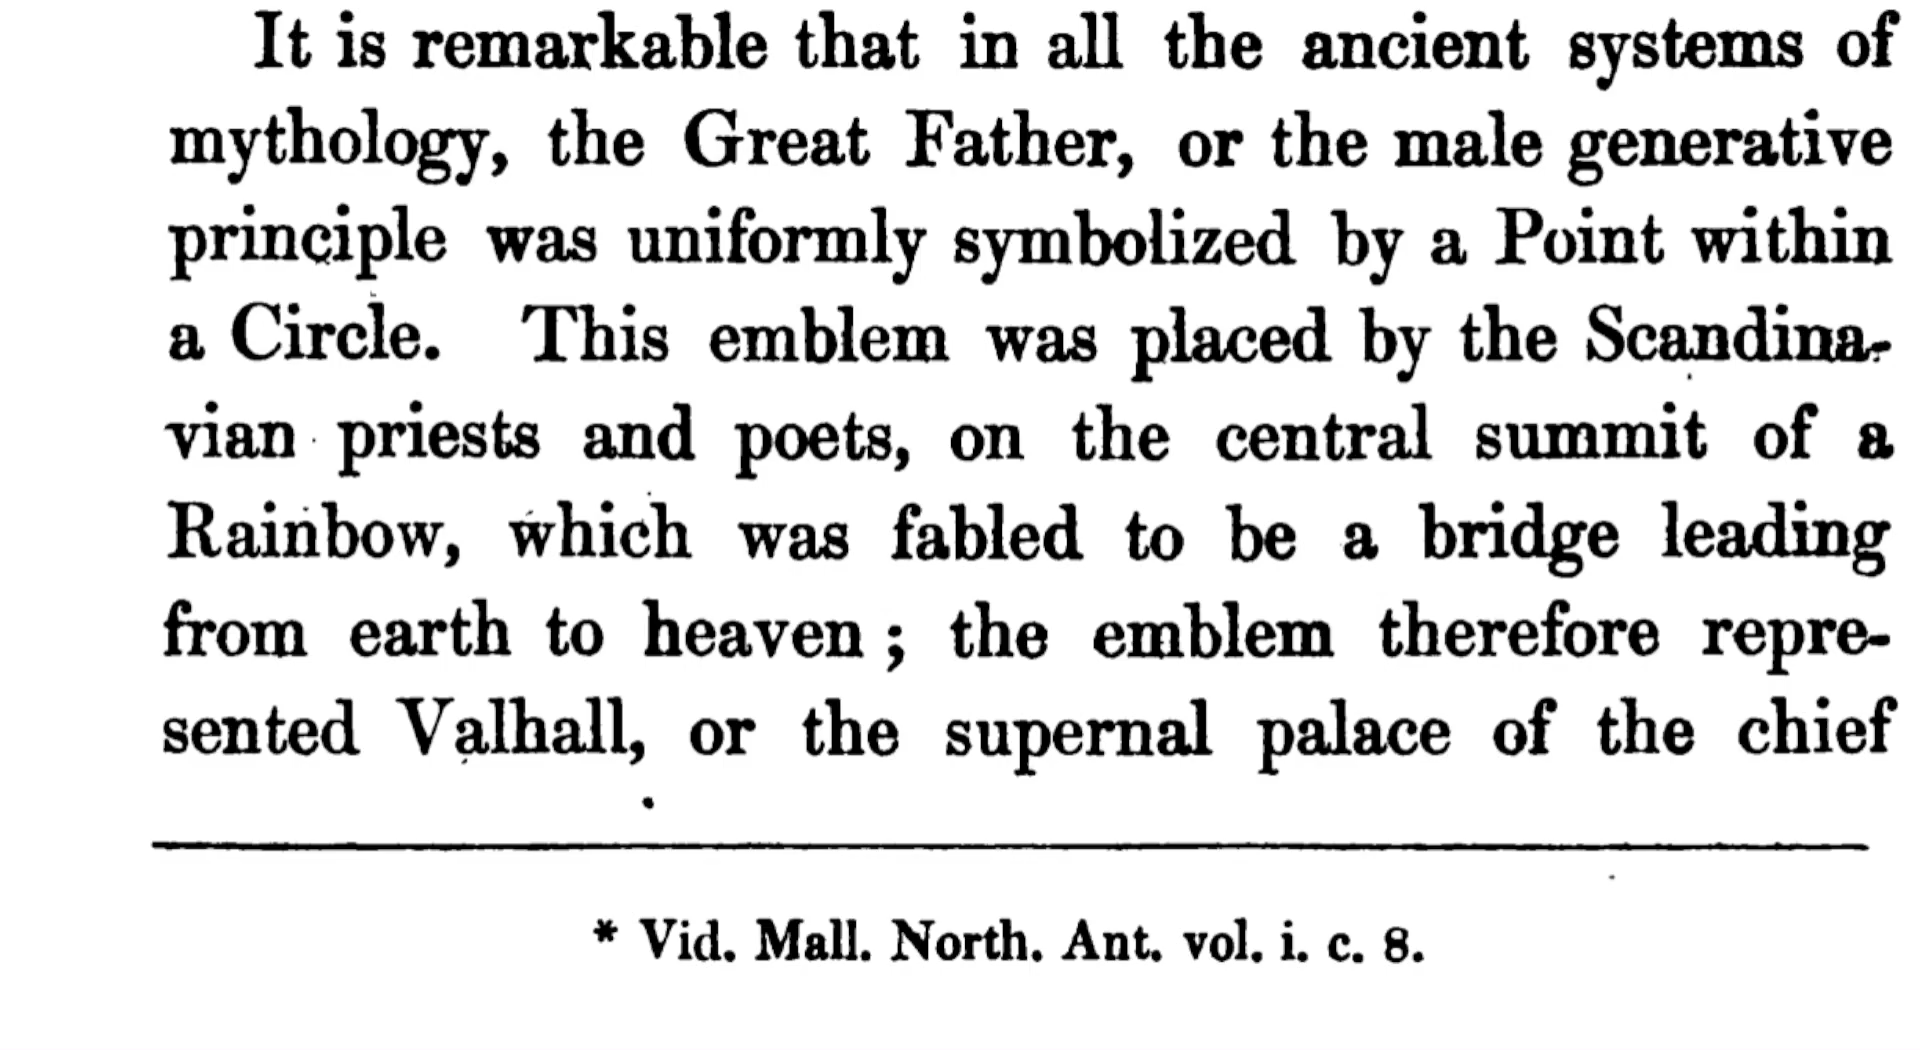 It is remarkable that in all the ancient systems of
mythology, the Great Father, or the male generative
principle was uniformly symbolized by a Point within
a Circle. This emblem was placed by the Scandina-
vian priests and poets, on the central summit of a
Rainbow, which was fabled to be a bridge leading
from earth to heaven; the emblem therefore repre-
sented Valhall, or the supernal palace of the chief
* Vid. Mall. North. Ant. vol. i. c. 8.